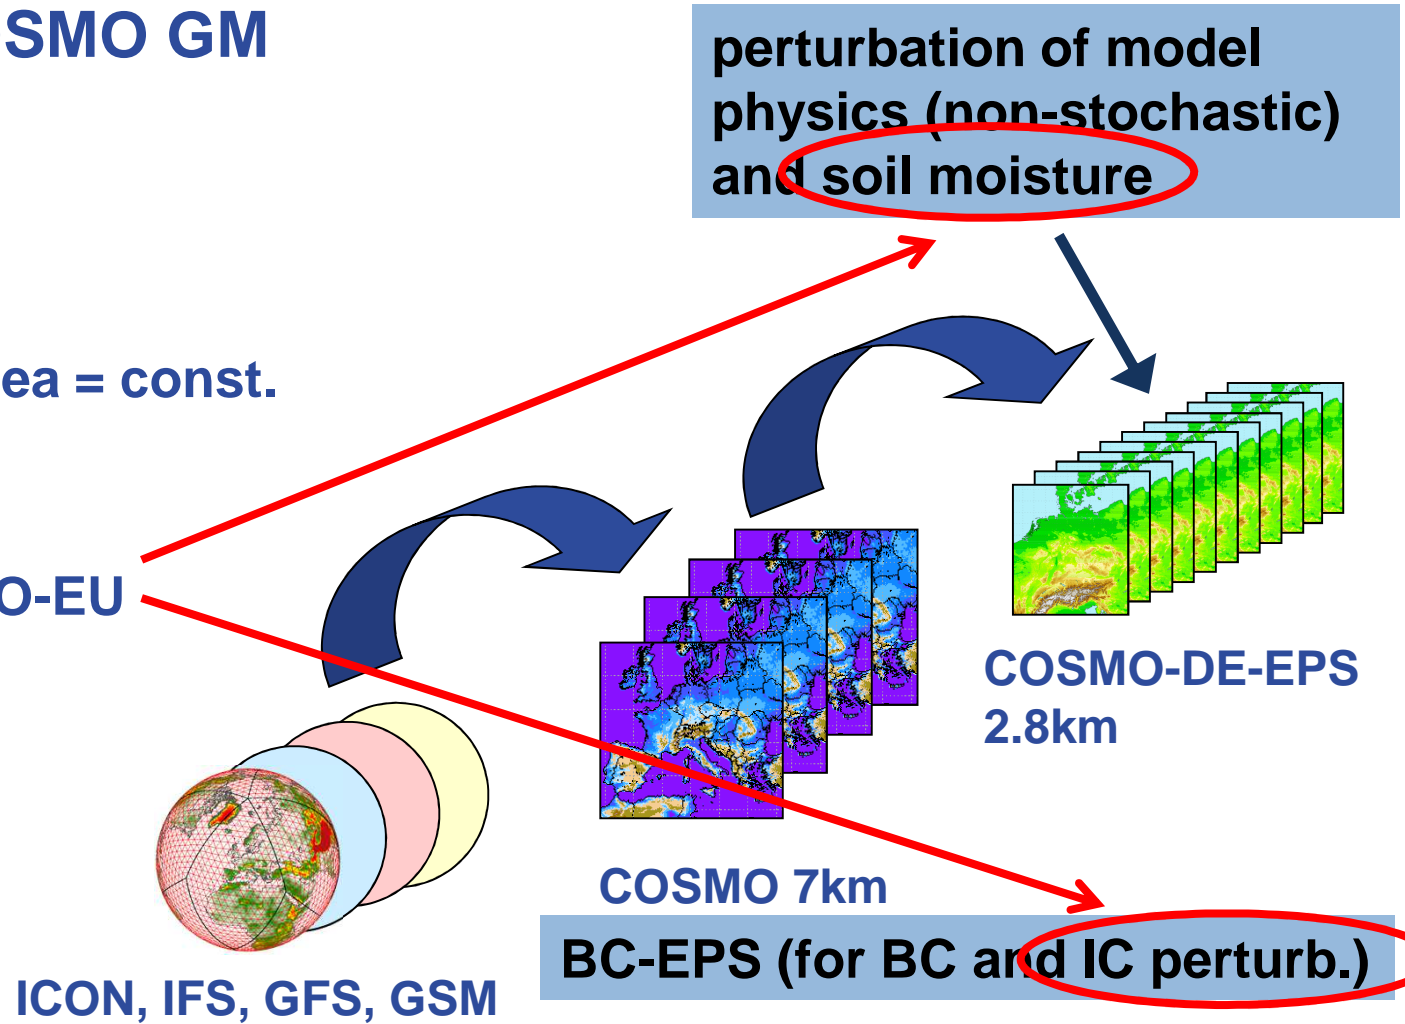 SMO GM
perturbation of model
physics (non-stochastic)
and soil moisture
ea = const.
O-EU
COSMO-DE-EPS
2.8km
COSMO 7km
BC-EPS (for BC and IC perturb.)
ICON, IFS, GFS, GSM